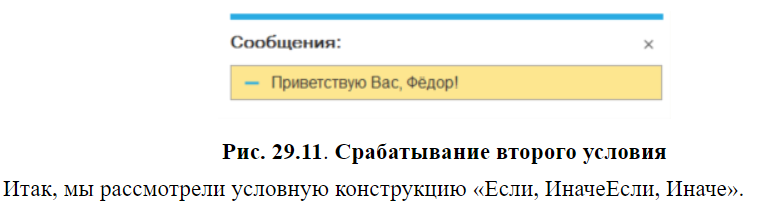 Сообщения:
Приветствую Вас, Фёдор!
Рис. 29.11. Срабатывание второго условия
Итак, мы рассмотрели условную конструкцию «Если, ИначеЕсли, Иначе».